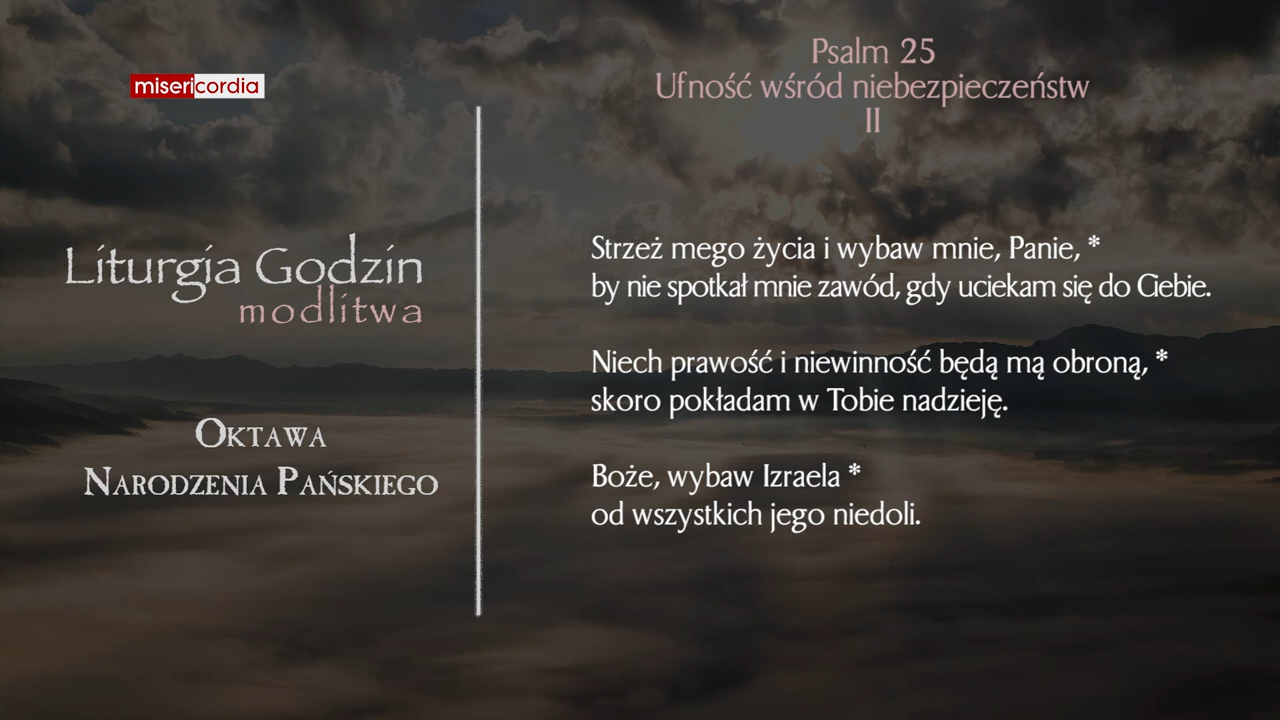 misericordia
Liturgia Godzin
modlitwa
Oktawa
Narodzenia Pańskiego
Psalm 25
Ufność wśród niebezpieczeństw
II
Strzeż mego życia i wybaw mnie, Panie, *
by nie spotkał mnie zawód, gdy uciekam się do Ciebie.
Niech prawość i niewinność będą mą obroną, *
skoro pokładam w Tobie nadzieję.
Boże, wybaw Izraela *
od wszystkich jego niedoli.